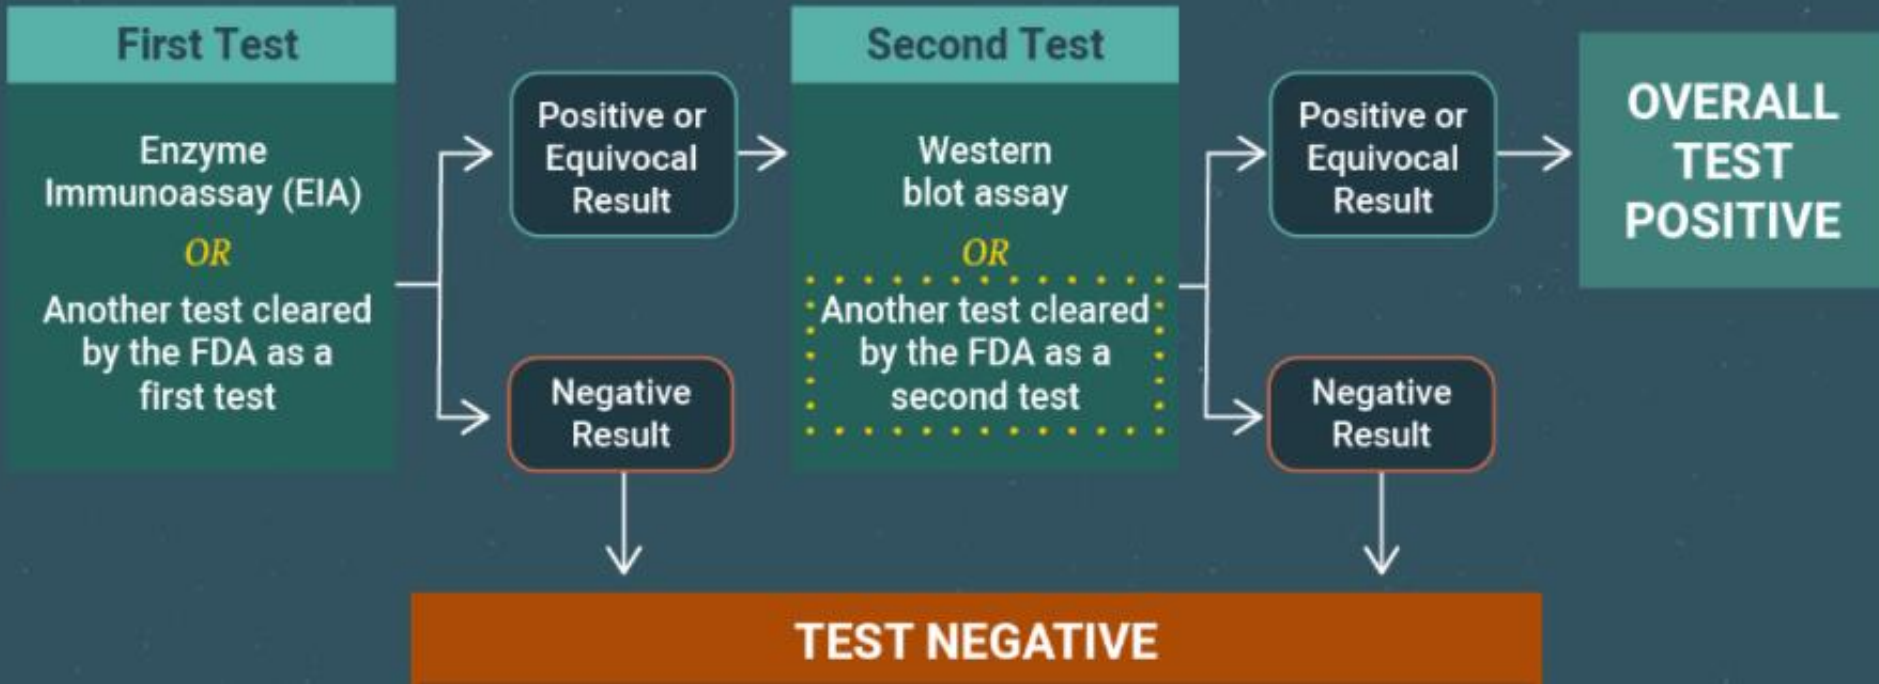 First Test
Enzyme
Immunoassay (EIA)
OR
Another test cleared
by the FDA as a
first test
Positive or
Equivocal
Result
Negative
Result
Second Test
Western
blot assay
OR
Another test cleared
by the FDA as a
second test
Positive or
Equivocal
Result
Negative
Result
OVERALL
TEST
POSITIVE
TEST NEGATIVE